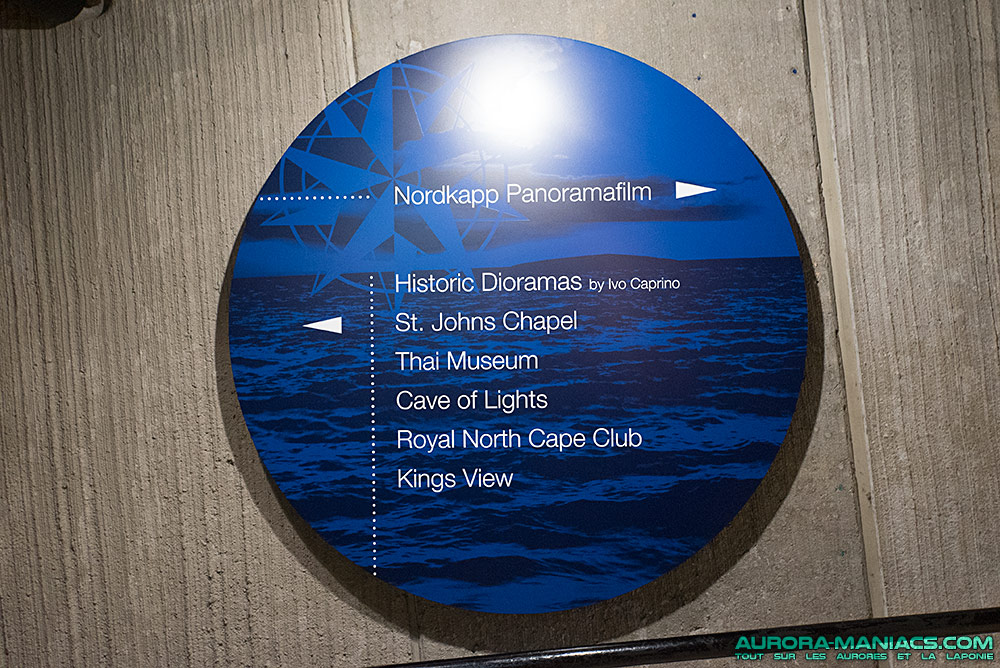 Nordkapp Panoramafilm
Historic Dioramas by Ivo Caprino
St. Johns Chapel
Thai Museum
Cave of Lights
Royal North Cape Club
Kings View
AURORA-MANIACS.COM
TOUT SUR LES AURORES ET LA LAPONIE